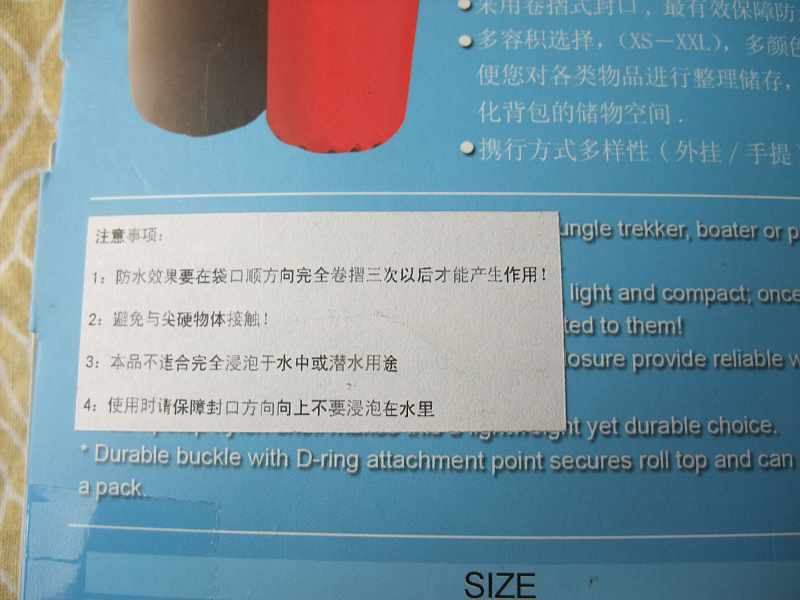 采用卷摺式封口，最有效保障防
多容积选择，（XS－XXL），多颜色
便您对各类物品进行整理储存，
化背包的储物空间．
携行方式多样性（外挂/手提）
注意事项：
1：防水效果要在袋口顺方向完全卷摺三次以后才能产生作用！
2：避免与尖硬物体接触！
3：本品不适合完全浸泡于水中或潜水用途
4：使用时请保障封口方向向上不要浸泡在水里
ungle trekker, boater or p
light and compact; once
ted to them!
losure provide reliable w
ht yet durable choice.
* Durable buckle with D-ring attachment point secures roll top and can
a pack.
SIZE